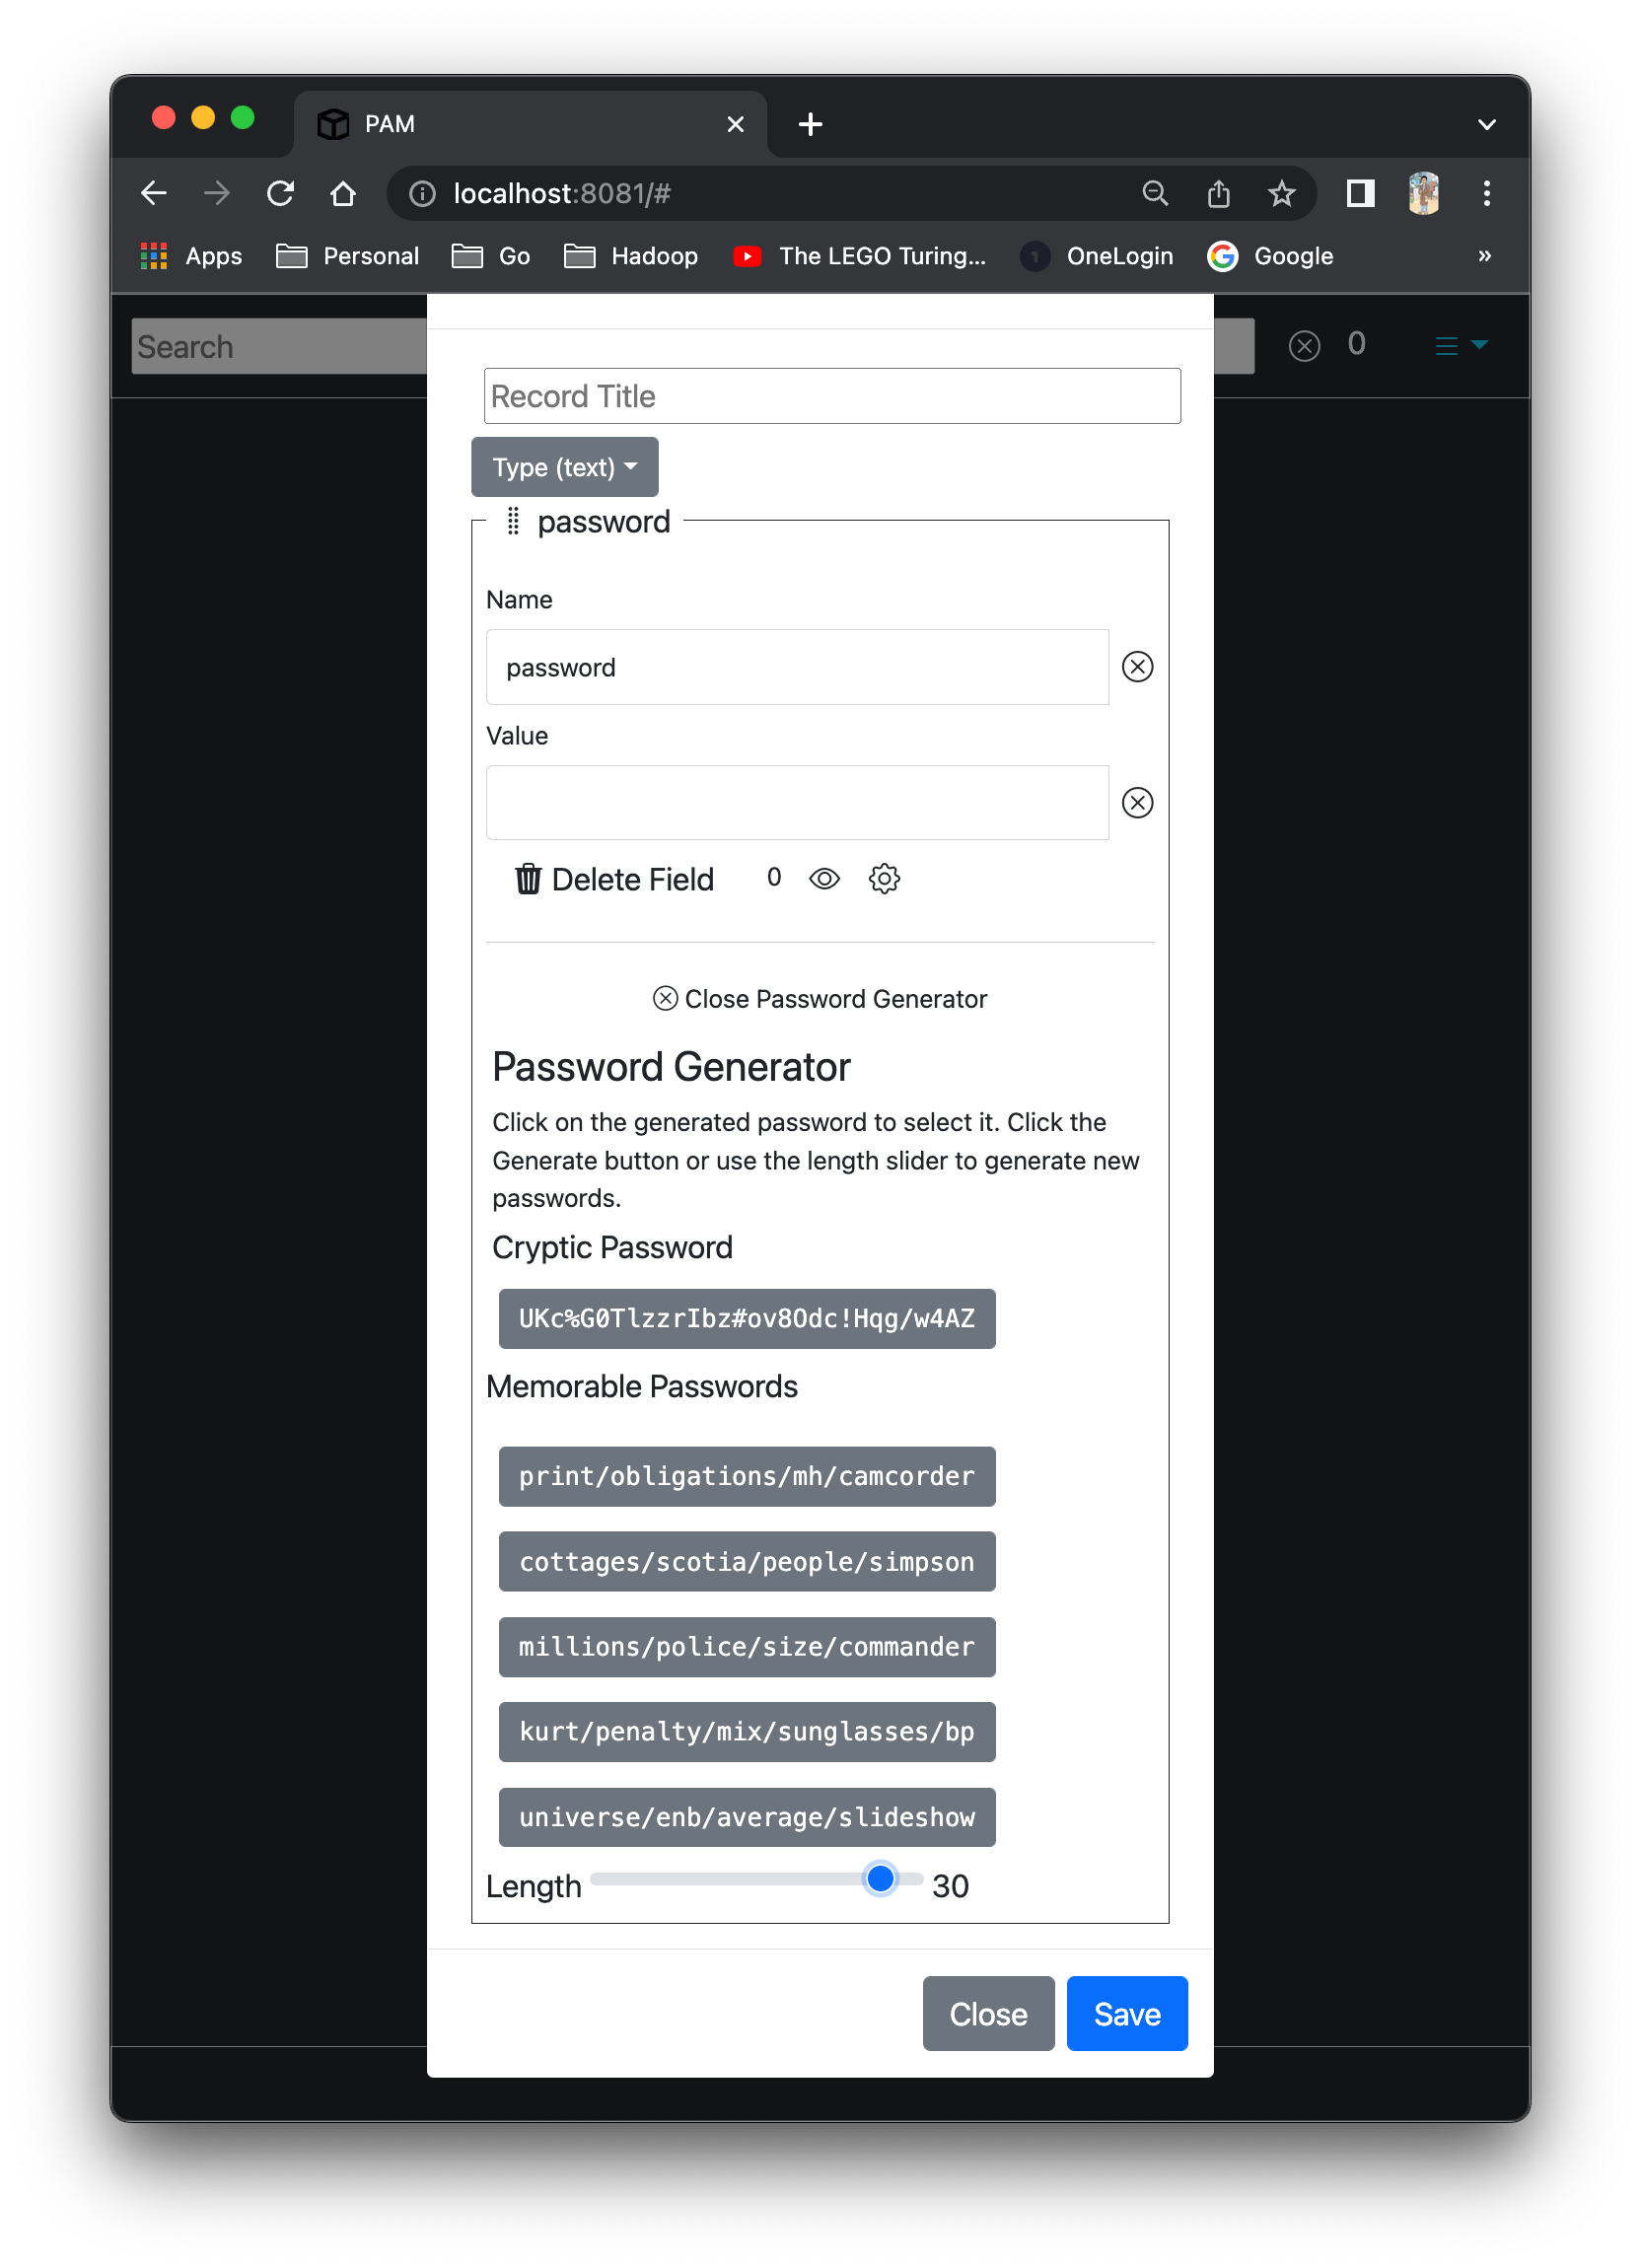 PAM
localhost:8081/#
Apps Personal Go Hadoop The LEGO Turing... OneLogin Google »
Search 0
Record Title
Type (text)
password
Name
password
Value
Delete Field 0
Close Password Generator
Password Generator
Click on the generated password to select it. Click the
Generate button or use the length slider to generate new
passwords.
Cryptic Password
UKc%G0TlzzrIbz#ov8Odc!Hqg/w4AZ
Memorable Passwords
print/obligations/mh/camcorder
cottages/scotia/people/simpson
millions/police/size/commander
kurt/penalty/mix/sunglasses/bp
universe/enb/average/slideshow
Length 30
Close Save